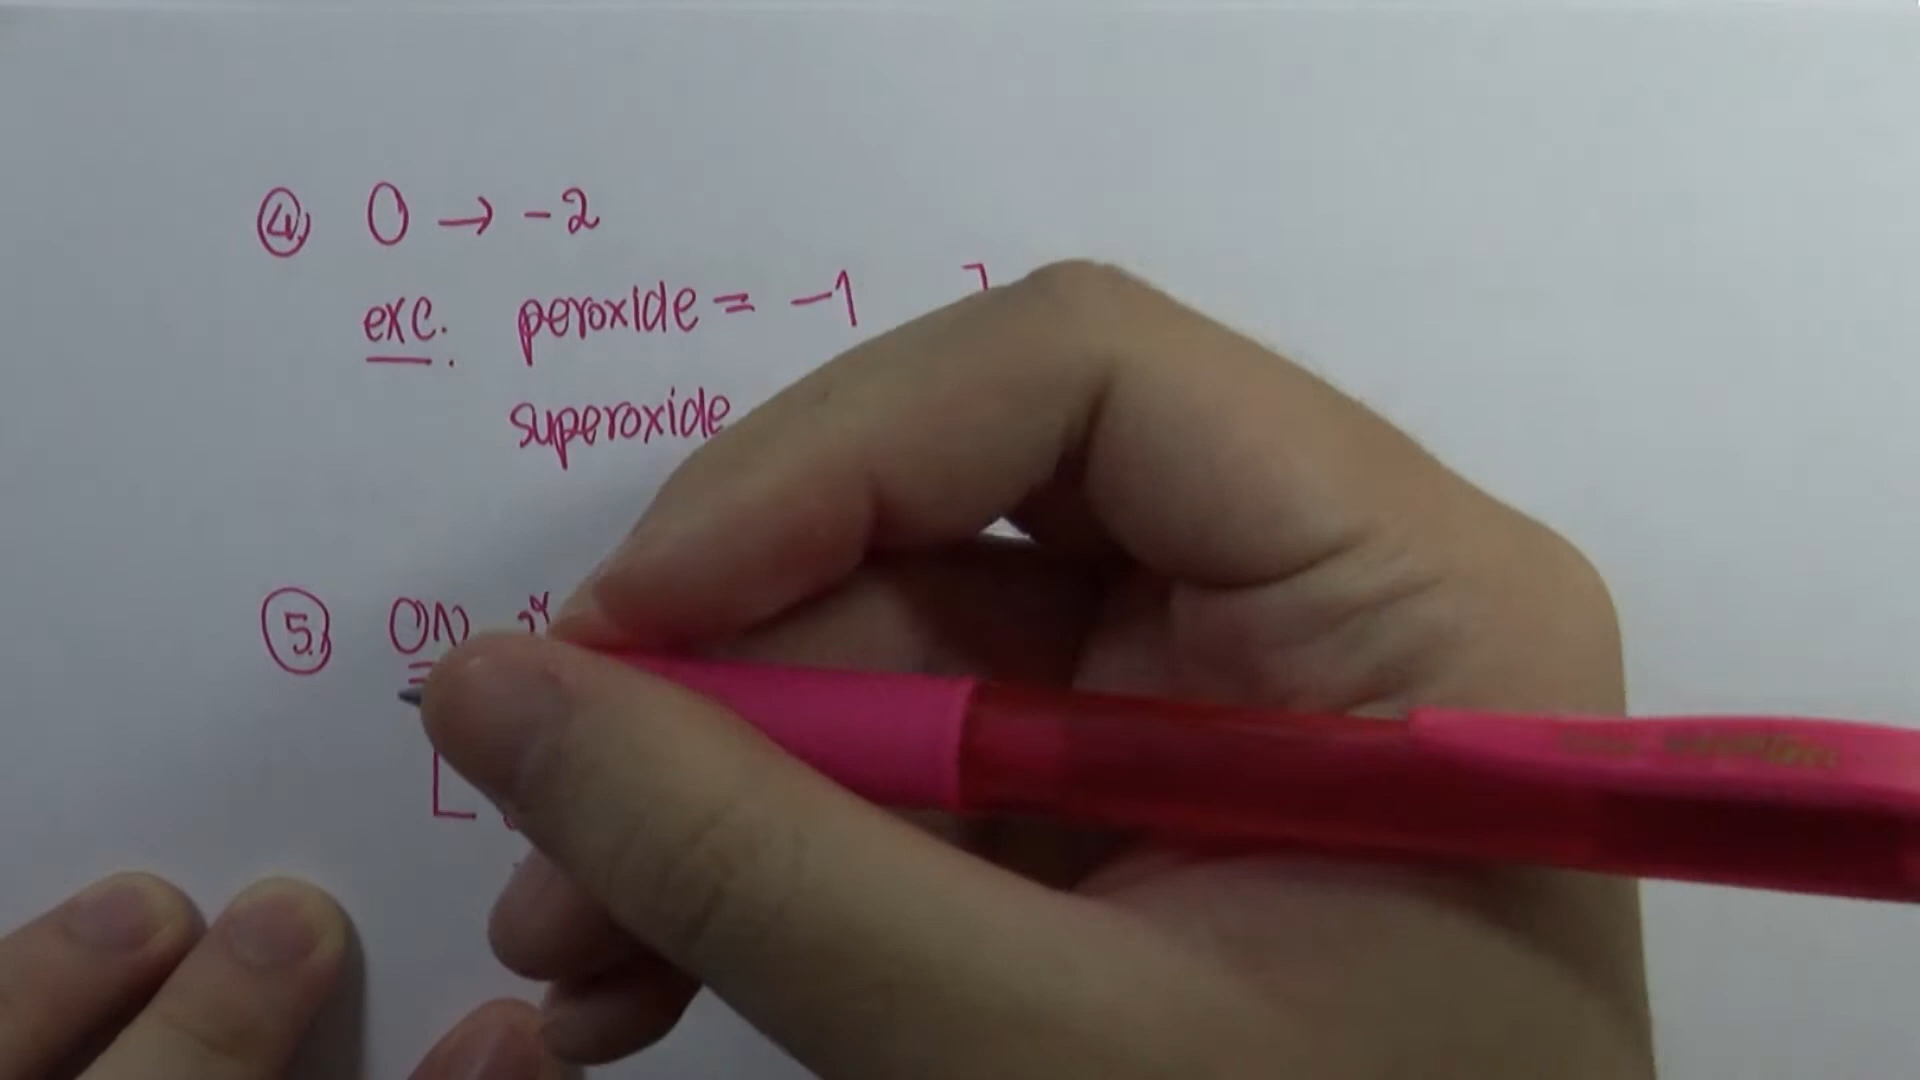 ④ O → -2
exc. peroxide = -1
superoxide
⑤ ON